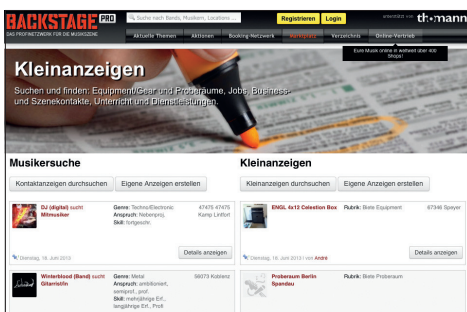 BACKSTAGE PRO
DAS PROFINETZWERK FÜR DIE MUSIKSZENE
Suche nach Bands, Musikern, Locations ...
Registrieren Login
unterstützt von th•mann
Aktuelle Themen Aktionen Booking-Netzwerk Marktplatz Verzeichnis Online-Vertrieb
Eure Musik online in weltweit über 400 Shops!
Kleinanzeigen
Suchen und finden: Equipment/Gear und Proberäume, Jobs, Business-
und Szenekontakte, Unterricht und Dienstleistungen.
Musikersuche
Kontaktanzeigen durchsuchen Eigene Anzeigen erstellen
DJ (digital) sucht Mitmusiker
Genre: Techno/Electronic
Anspruch: Nebenproj.
Skill: fortgeschr.
47475 47475
Kamp Lintfort
Dienstag, 18. Juni 2013
Details anzeigen
Winterblood (Band) sucht Gitarrist/in
Genre: Metal
Anspruch: ambitioniert, semiprof., prof.
Skill: mehrjährige Erf., langjährige Erf., Profi
56073 Koblenz
Kleinanzeigen
Kleinanzeigen durchsuchen Eigene Anzeigen erstellen
ENGL 4x12 Celestion Box
Rubrik: Biete Equipment
67346 Speyer
Dienstag, 18. Juni 2013 | von André
Details anzeigen
Proberaum Berlin Spandau
Rubrik: Biete Proberaum